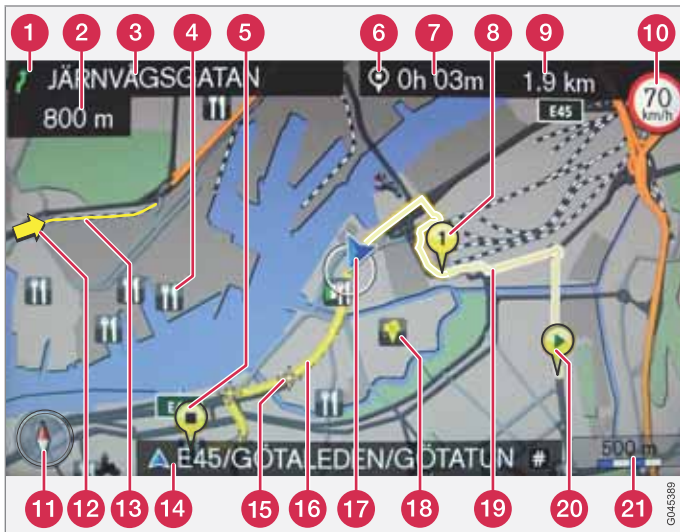 1 2 3 4 5 6 7 8 9 10
JÄRNVÄGSGATAN
0h 03m
1.9 km
800 m
E45
70
km/h
1
E
E45/GÖTALEDEN/GÖTATUN #
500 m
11 12 13 14 15 16 17 18 19 20 21
G045389